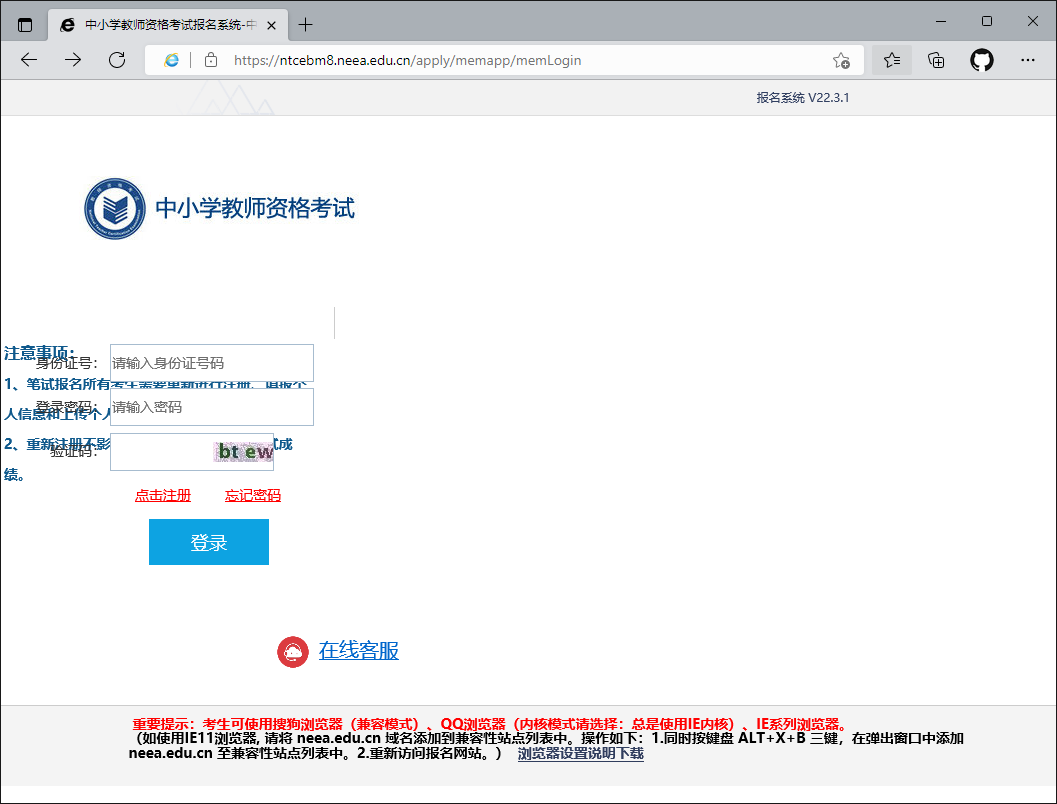 中小学教师资格考试报名系统-中
https://ntcebm8.neea.edu.cn/apply/memapp/memLogin
报名系统 V22.3.1
中小学教师资格考试
注意事项：
身份证号：
请输入身份证号码
1、笔试报名所有考生需要重新进行注册、填报个
登录密码：
请输入密码
人信息和上传个人
2、重新注册不影
试成
验证码：
bt ew
绩。
点击注册 忘记密码
登录
在线客服
重要提示：考生可使用搜狗浏览器（兼容模式）、QQ浏览器（内核模式请选择：总是使用IE内核）、IE系列浏览器。
（如使用IE11浏览器, 请将 neea.edu.cn 域名添加到兼容性站点列表中。操作如下：1.同时按键盘 ALT+X+B 三键，在弹出窗口中添加
neea.edu.cn 至兼容性站点列表中。2.重新访问报名网站。） 浏览器设置说明下载